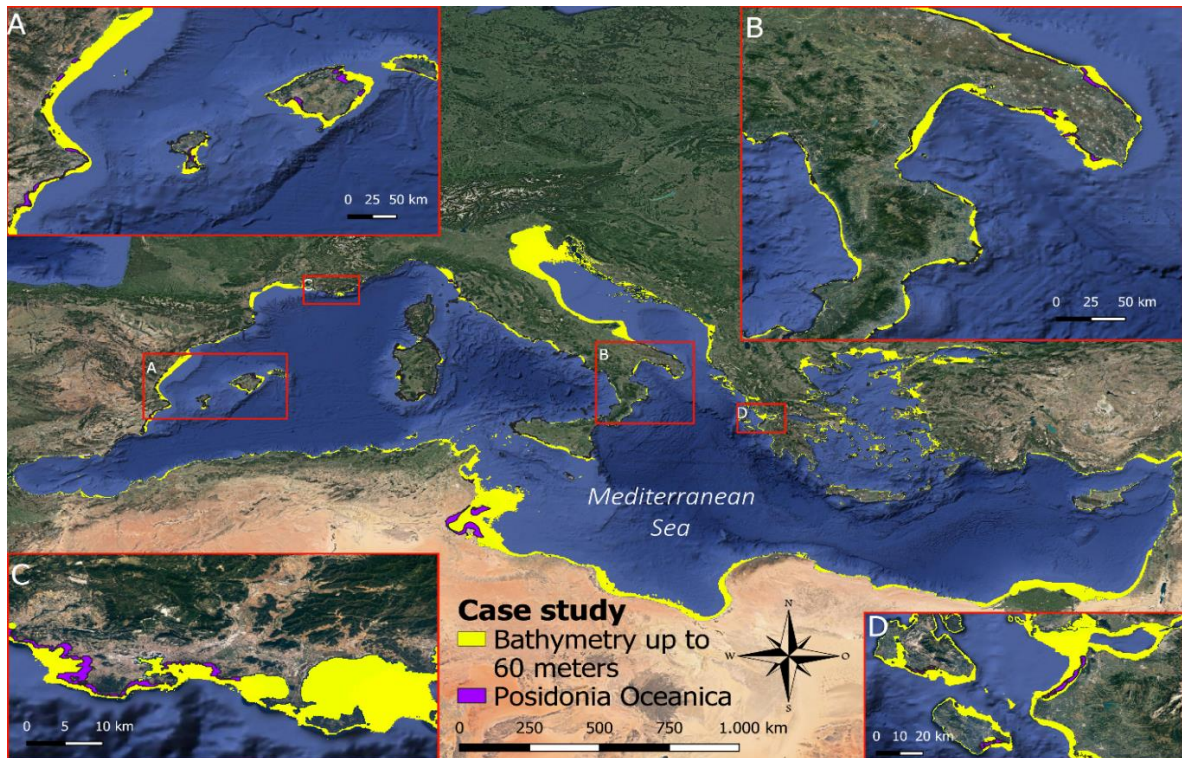 A
0 25 50 km
B
0 25 50 km
C
A
B
D
Mediterranean
Sea
C
0 5 10 km
Case study
Bathymetry up to
60 meters
Posidonia Oceanica
0 250 500 750 1.000 km
N
W O
S
D
0 10 20 km